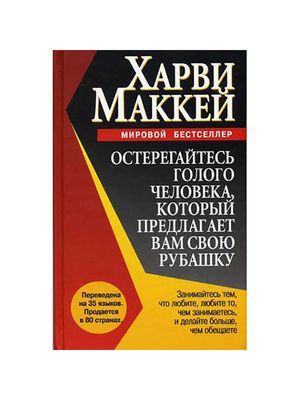 ХАРВИ
МАККЕЙ
МИРОВОЙ БЕСТСЕЛЛЕР
ОСТЕРЕГАЙТЕСЬ
ГОЛОГО
ЧЕЛОВЕКА,
КОТОРЫЙ
ПРЕДЛАГАЕТ
ВАМ СВОЮ
РУБАШКУ
Переведена
на 35 языков.
Продается
в 80 странах.
Занимайтесь тем,
что любите, любите то,
чем занимаетесь,
и делайте больше,
чем обещаете